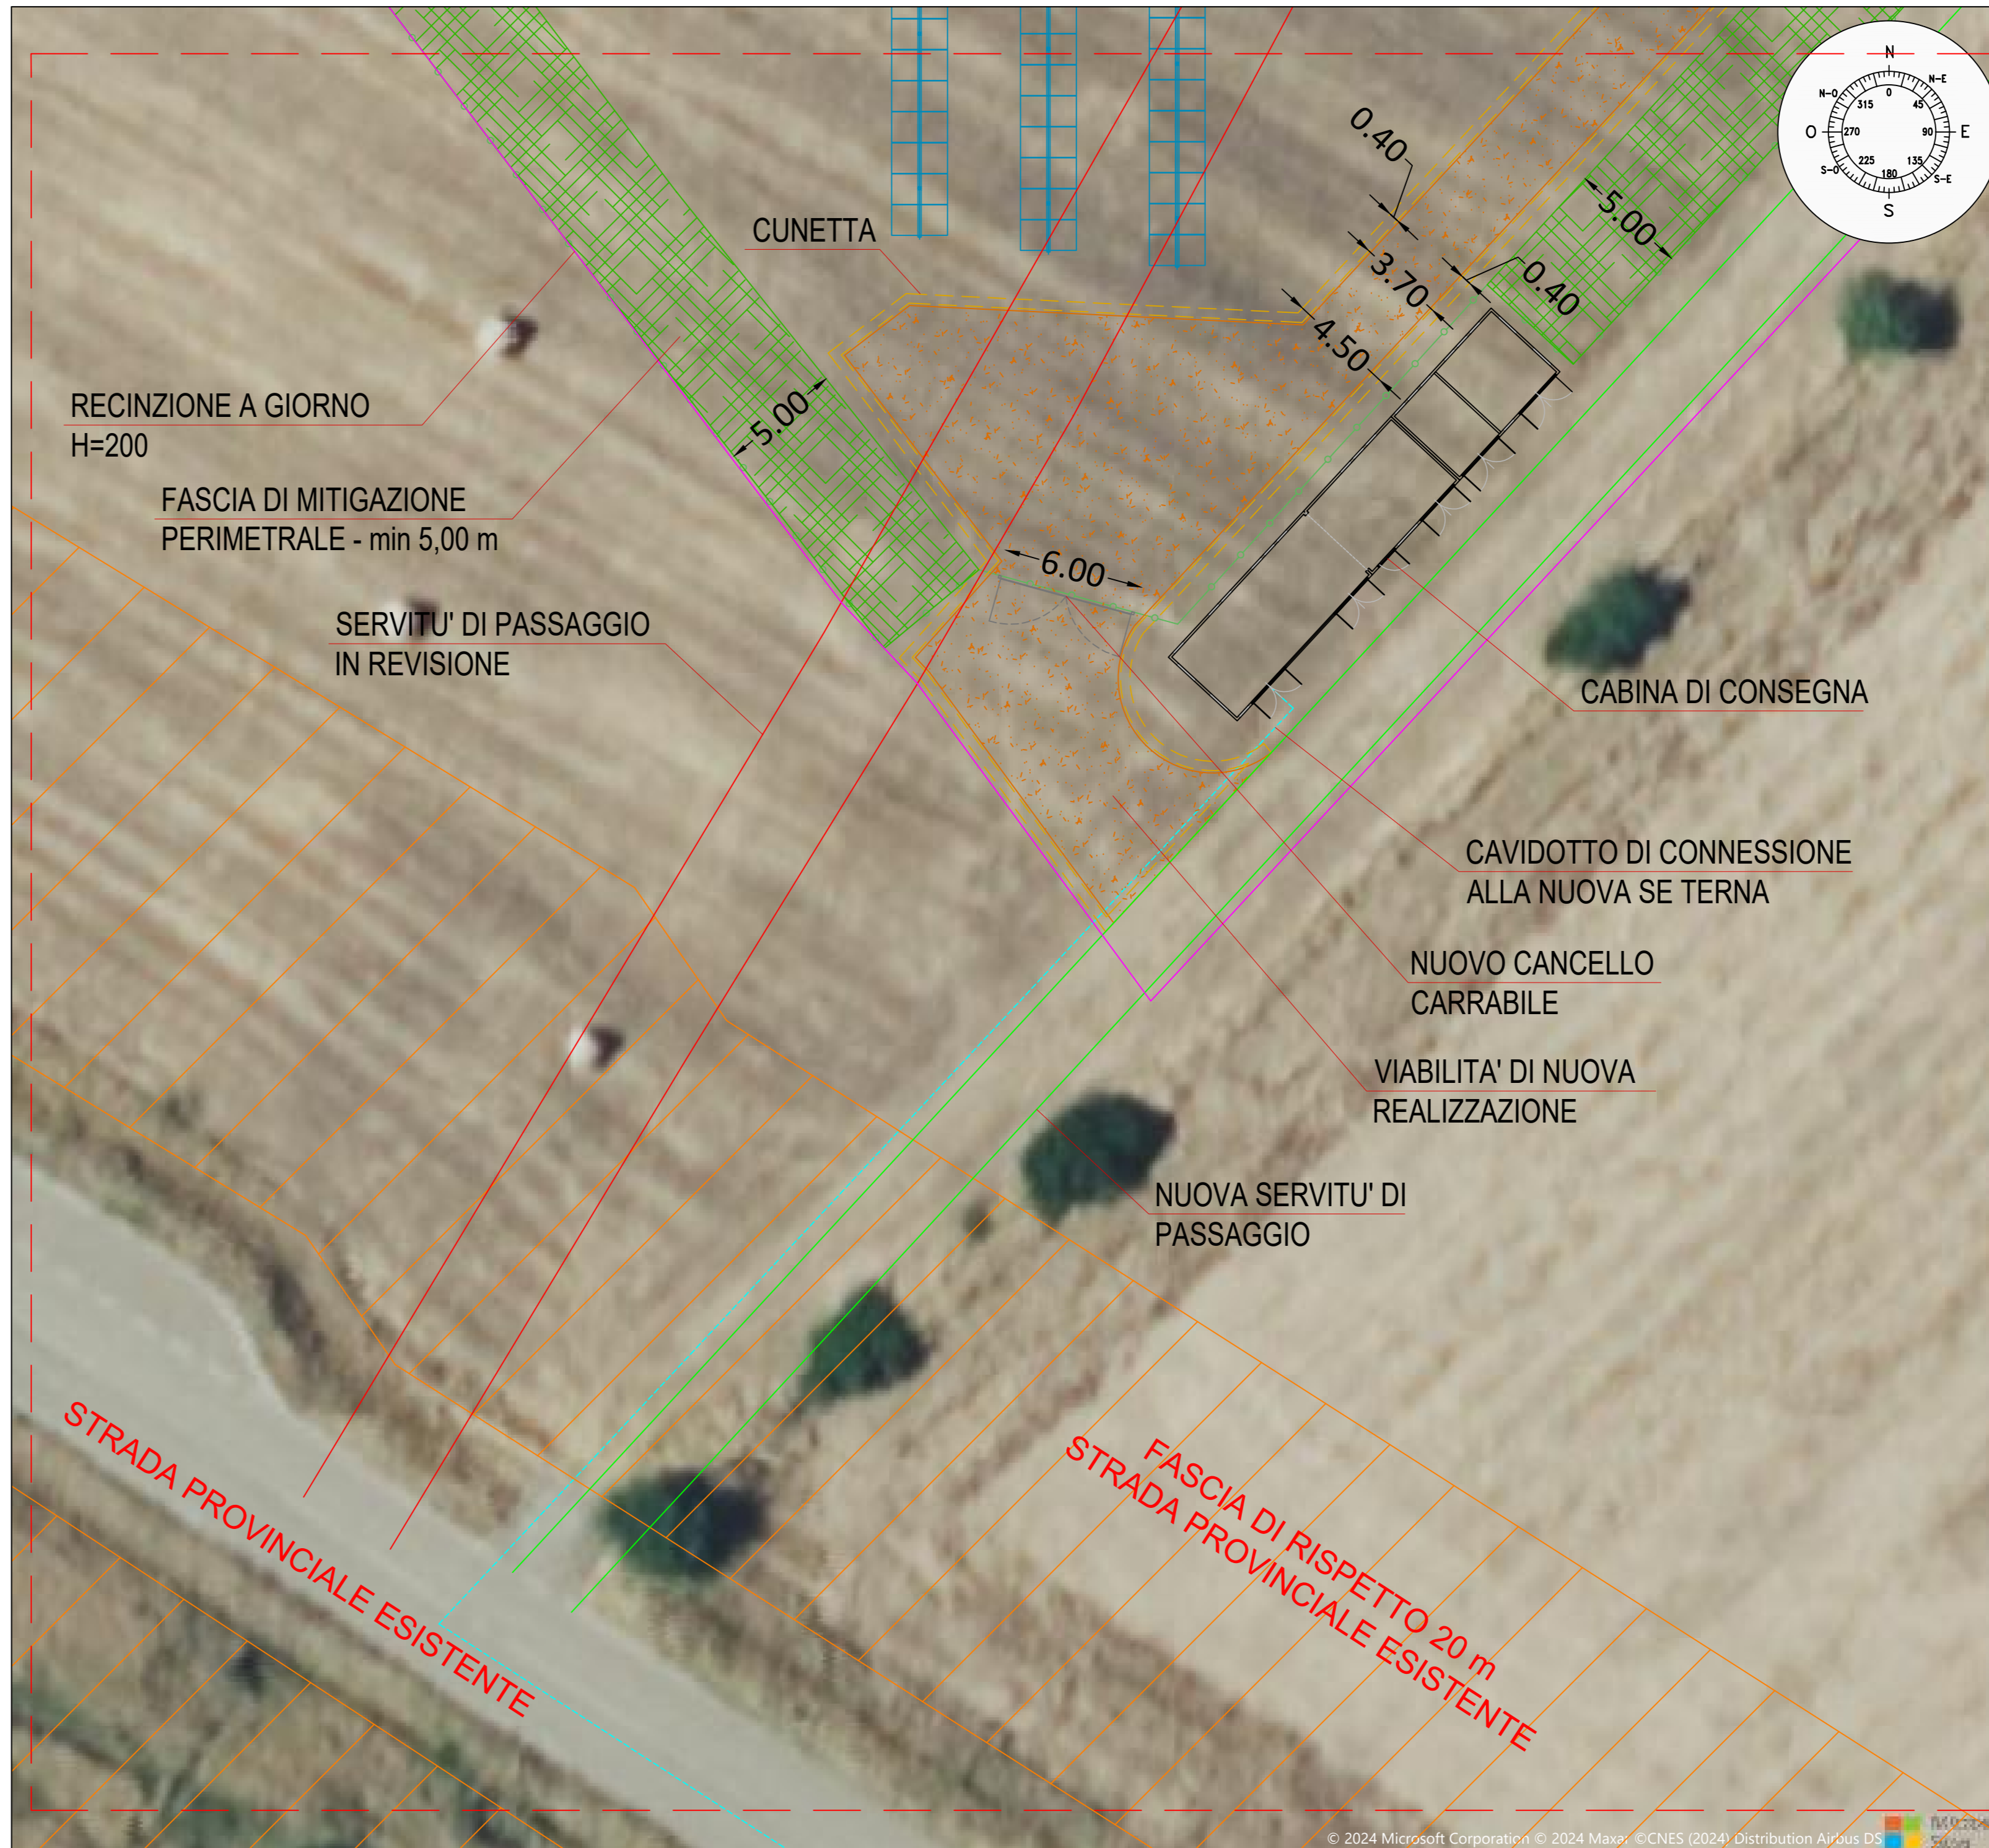 N
N-O
N-E
0
315
45
O
270
90
E
225
135
S-O
180
S-E
S
0.40
5.00
CUNETTA
3.70
0.40
4.50
RECINZIONE A GIORNO
H=200
5.00
FASCIA DI MITIGAZIONE
PERIMETRALE - min 5,00 m
6.00
SERVITU' DI PASSAGGIO
IN REVISIONE
CABINA DI CONSEGNA
CAVIDOTTO DI CONNESSIONE
ALLA NUOVA SE TERNA
NUOVO CANCELLO
CARRABILE
VIABILITA' DI NUOVA
REALIZZAZIONE
NUOVA SERVITU' DI
PASSAGGIO
STRADA PROVINCIALE ESISTENTE
FASCIA DI RISPETTO 20 m
STRADA PROVINCIALE ESISTENTE
© 2024 Microsoft Corporation © 2024 Maxar ©CNES (2024) Distribution Airbus DS